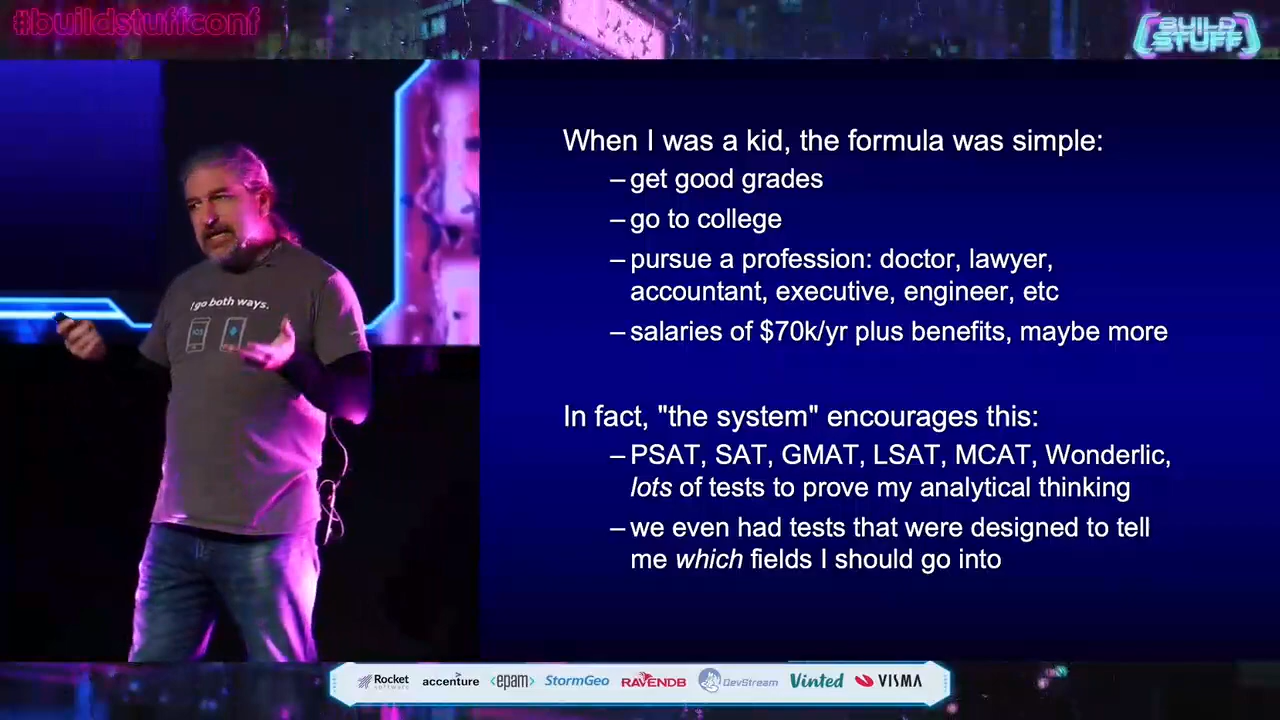 #buildstuffconf
BUILD
STUFF
I go both ways.
iOS
When I was a kid, the formula was simple:
– get good grades
– go to college
– pursue a profession: doctor, lawyer,
accountant, executive, engineer, etc
– salaries of $70k/yr plus benefits, maybe more
In fact, "the system" encourages this:
– PSAT, SAT, GMAT, LSAT, MCAT, Wonderlic,
lots of tests to prove my analytical thinking
– we even had tests that were designed to tell
me which fields I should go into
Rocket
software
accenture
<epam>
StormGeo
RAVENDB
DevStream
Vinted
VISMA